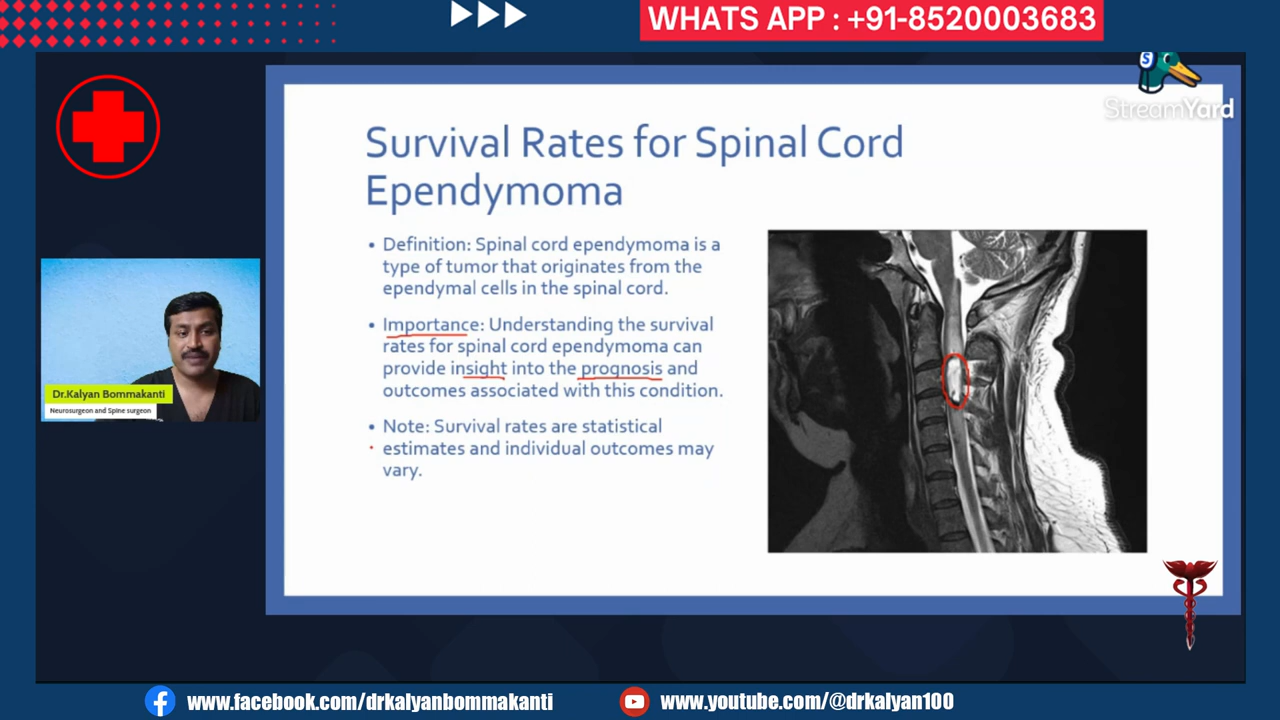 WHATS APP : +91-8520003683
S
StreamYard
Survival Rates for Spinal Cord
Ependymoma
• Definition: Spinal cord ependymoma is a
type of tumor that originates from the
ependymal cells in the spinal cord.
• Importance: Understanding the survival
rates for spinal cord ependymoma can
provide insight into the prognosis and
outcomes associated with this condition.
• Note: Survival rates are statistical
estimates and individual outcomes may
vary.
Dr.Kalyan Bommakanti
Neurosurgeon and Spine surgeon
www.facebook.com/drkalyanbommakanti
www.youtube.com/@drkalyan100